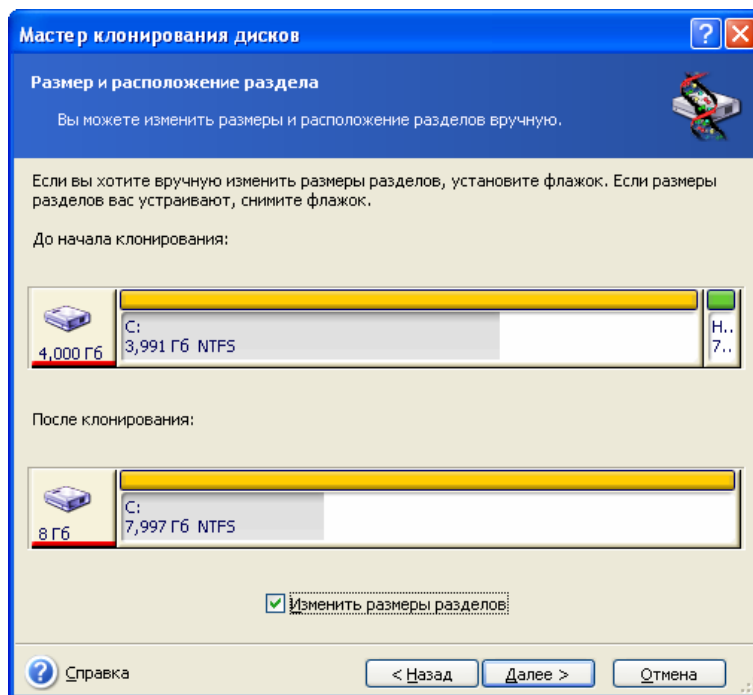 Мастер клонирования дисков
Размер и расположение раздела
Вы можете изменить размеры и расположение разделов вручную.
Если вы хотите вручную изменить размеры разделов, установите флажок. Если размеры
разделов вас устраивают, снимите флажок.
До начала клонирования:
4,000 Гб
C:
3,991 Гб NTFS
Н..
7..
После клонирования:
8 Гб
C:
7,997 Гб NTFS
Изменить размеры разделов
Справка
< Назад
Далее >
Отмена